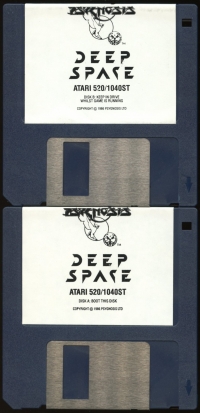 PSYGNOSIS
DEEP
SPACE
ATARI 520/1040ST
DISK B: KEEP IN DRIVE
WHILST GAME IS RUNNING
COPYRIGHT © 1986 PSYGNOSIS LTD
PSYGNOSIS
TM
DEEP
SPACE
ATARI 520/1040ST
DISK A: BOOT THIS DISK
COPYRIGHT © 1986 PSYGNOSIS LTD